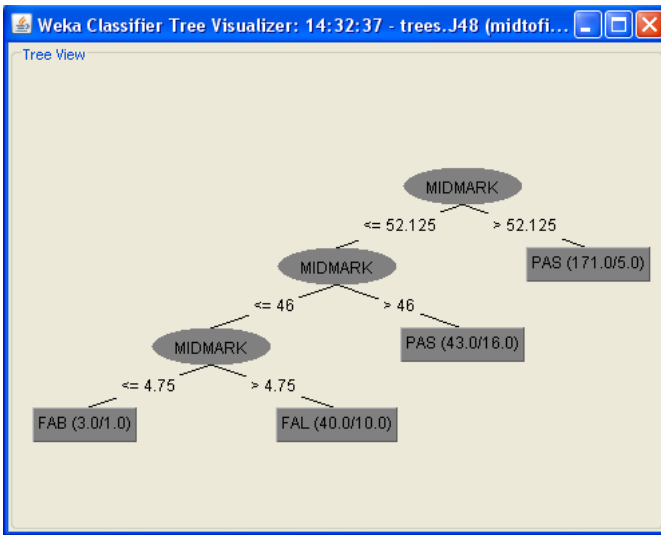 Weka Classifier Tree Visualizer: 14:32:37 - trees.J48 (midtofi...
Tree View
MIDMARK
<= 52.125
> 52.125
MIDMARK
PAS (171.0/5.0)
<= 46
> 46
MIDMARK
PAS (43.0/16.0)
<= 4.75
> 4.75
FAB (3.0/1.0)
FAL (40.0/10.0)